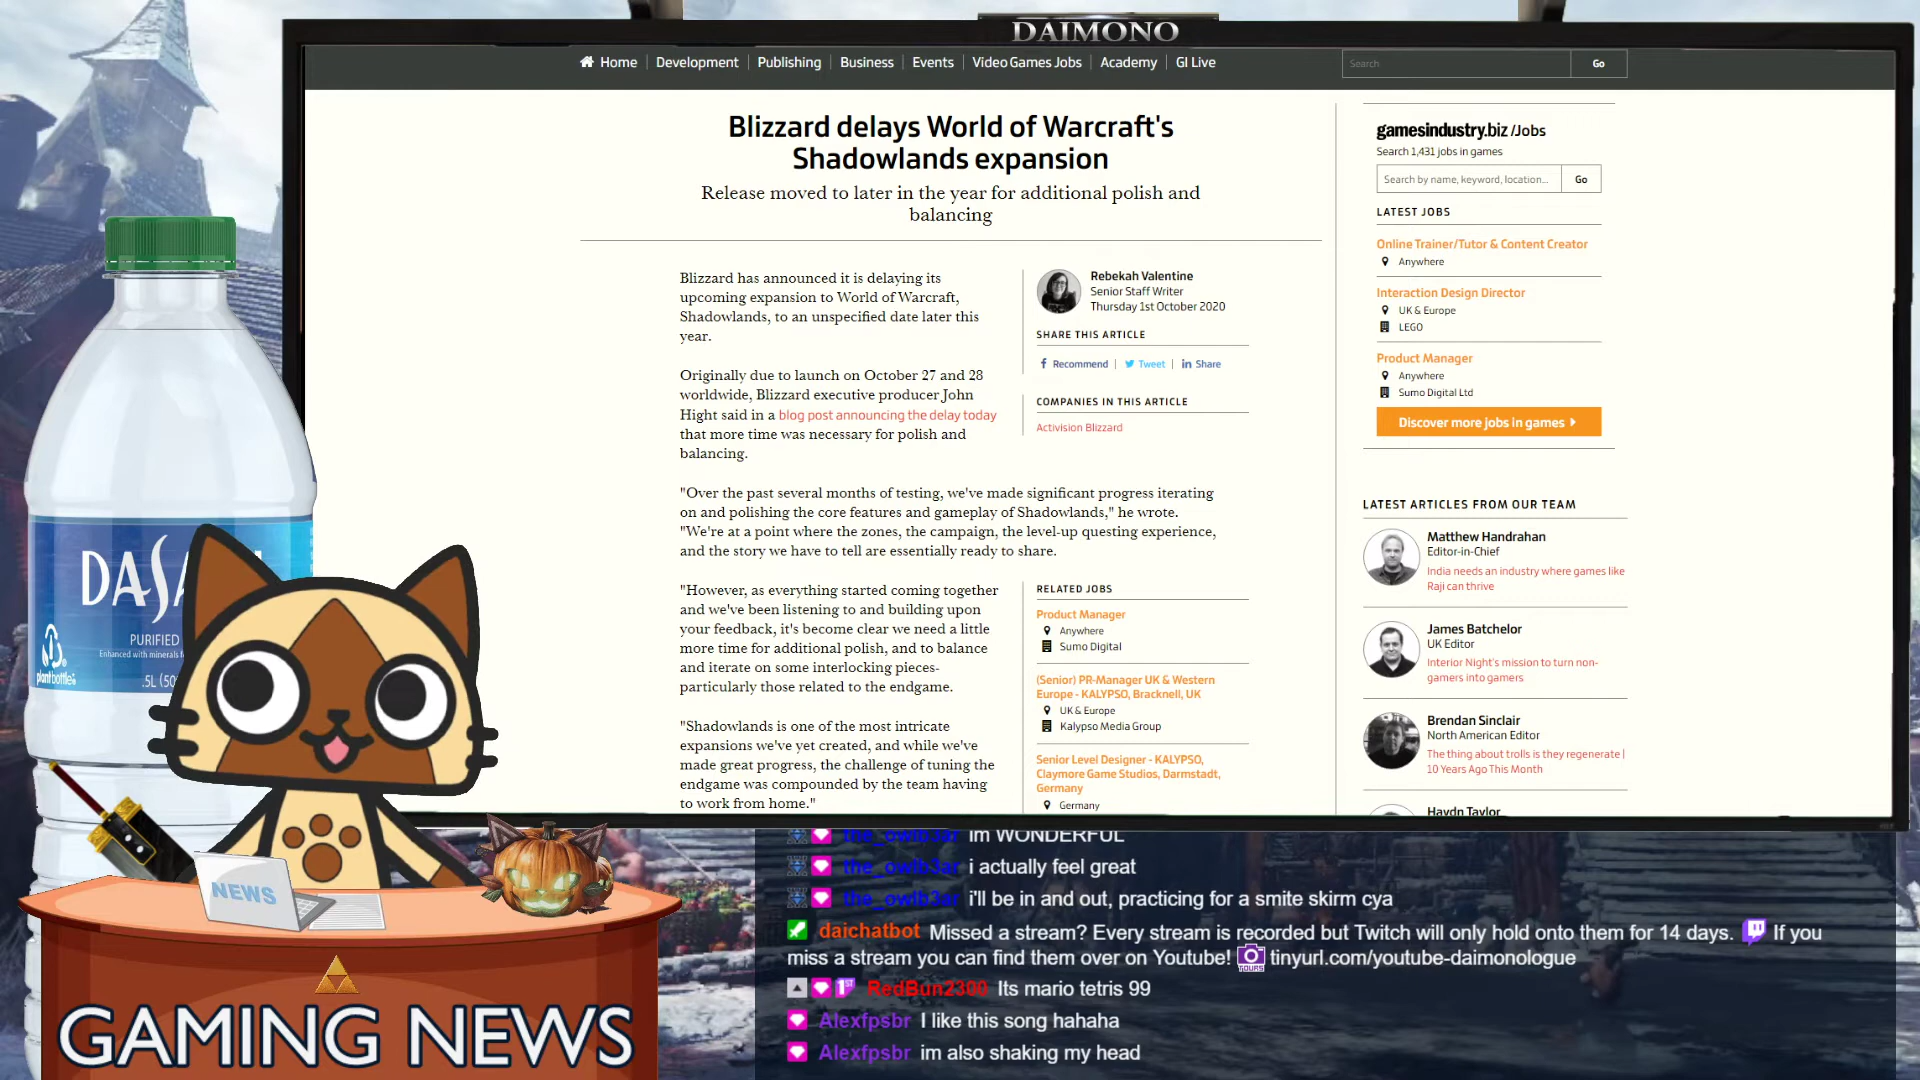 DAIMONO
Home | Development | Publishing | Business | Events | Video Games Jobs | Academy | GI Live
Search
Go
Blizzard delays World of Warcraft's
Shadowlands expansion
Release moved to later in the year for additional polish and
balancing
Blizzard has announced it is delaying its
upcoming expansion to World of Warcraft,
Shadowlands, to an unspecified date later this
year.
Originally due to launch on October 27 and 28
worldwide, Blizzard executive producer John
Hight said in a blog post announcing the delay today
that more time was necessary for polish and
balancing.
Rebekah Valentine
Senior Staff Writer
Thursday 1st October 2020
SHARE THIS ARTICLE
Recommend | Tweet | Share
COMPANIES IN THIS ARTICLE
Activision Blizzard
"Over the past several months of testing, we've made significant progress iterating
on and polishing the core features and gameplay of Shadowlands," he wrote.
"We're at a point where the zones, the campaign, the level-up questing experience,
and the story we have to tell are essentially ready to share.
"However, as everything started coming together
and we've been listening to and building upon
your feedback, it's become clear we need a little
more time for additional polish, and to balance
and iterate on some interlocking pieces-
particularly those related to the endgame.
"Shadowlands is one of the most intricate
expansions we've yet created, and while we've
made great progress, the challenge of tuning the
endgame was compounded by the team having
to work from home."
RELATED JOBS
Product Manager
Anywhere
Sumo Digital
(Senior) PR-Manager UK & Western
Europe - KALYPSO, Bracknell, UK
UK & Europe
Kalypso Media Group
Senior Level Designer - KALYPSO,
Claymore Game Studios, Darmstadt,
Germany
Germany
gamesindustry.biz /Jobs
Search 1,431 jobs in games
Search by name, keyword, location...
Go
LATEST JOBS
Online Trainer/Tutor & Content Creator
Anywhere
Interaction Design Director
UK & Europe
LEGO
Product Manager
Anywhere
Sumo Digital Ltd
Discover more jobs in games
LATEST ARTICLES FROM OUR TEAM
Matthew Handrahan
Editor-in-Chief
India needs an industry where games like
Raji can thrive
James Batchelor
UK Editor
Interior Night's mission to turn non-
gamers into gamers
Brendan Sinclair
North American Editor
The thing about trolls is they regenerate |
10 Years Ago This Month
Haydn Taylor
PURIFIED
Enhanced with minerals
plantbottle
.5L
NEWS
GAMING NEWS
the_owlb3ar im WONDERFUL
the_owlb3ar i actually feel great
the_owlb3ar i'll be in and out, practicing for a smite skirm cya
daichatbot Missed a stream? Every stream is recorded but Twitch will only hold onto them for 14 days. If you
miss a stream you can find them over on Youtube! tinyurl.com/youtube-daimonologue
1ST RedBun2300 Its mario tetris 99
Alexfpsbr I like this song hahaha
Alexfpsbr im also shaking my head